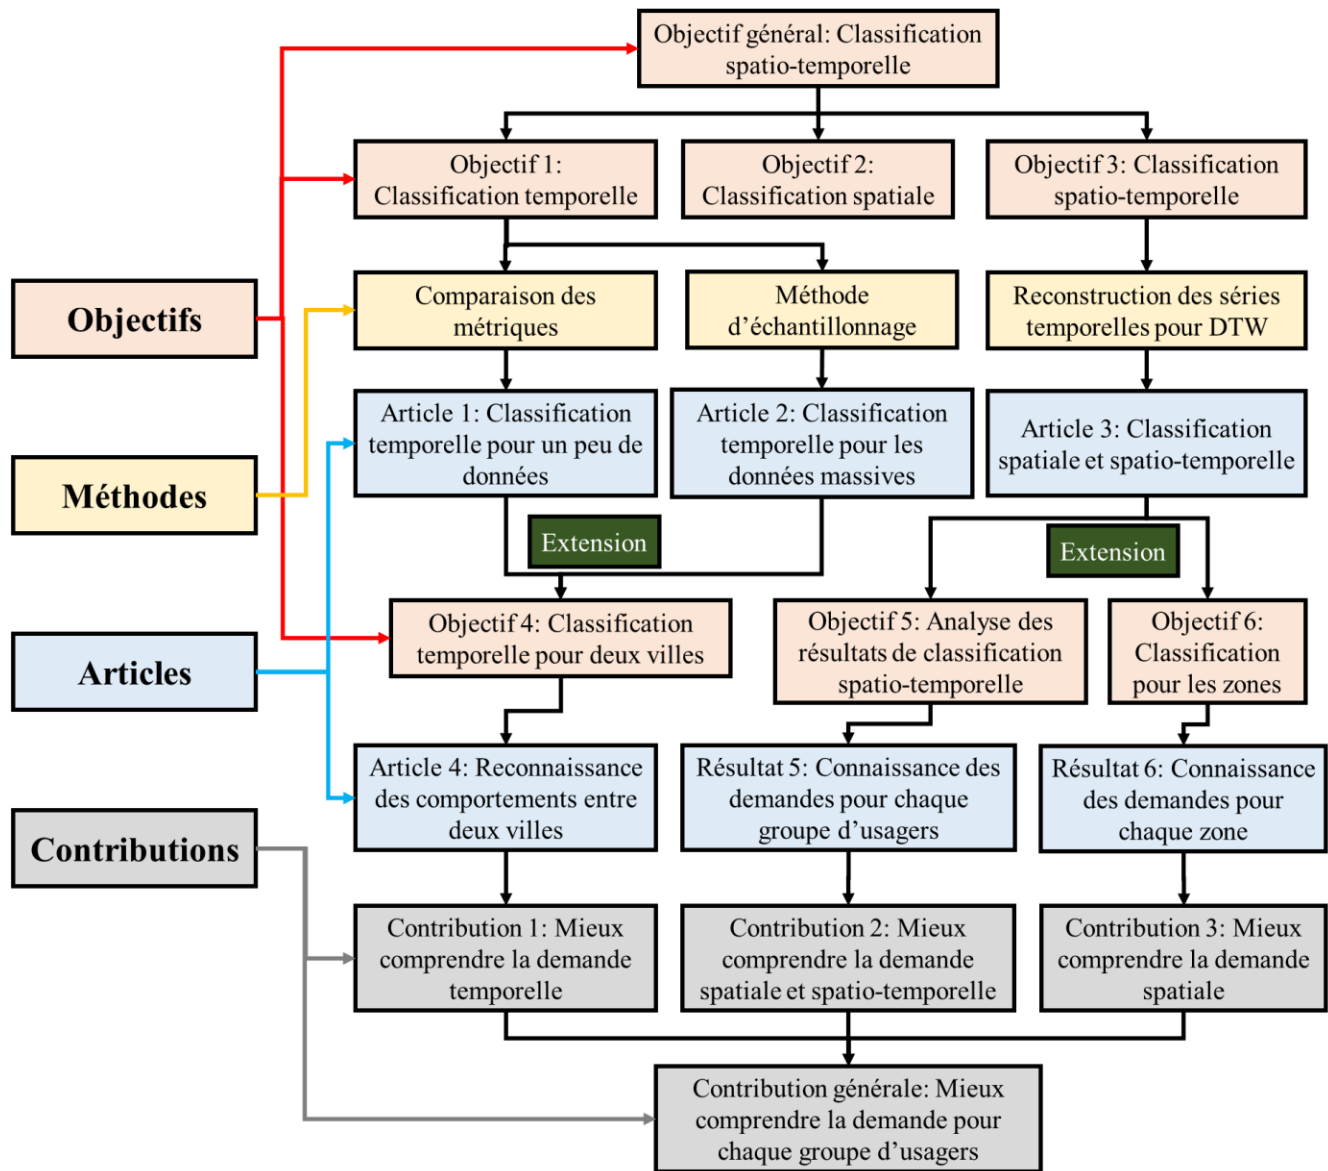 Objectif général: Classification
spatio-temporelle
Objectif 1:
Classification temporelle
Objectif 2:
Classification spatiale
Objectif 3: Classification
spatio-temporelle
Objectifs
Comparaison des
métriques
Méthode
d’échantillonnage
Reconstruction des séries
temporelles pour DTW
Méthodes
Article 1: Classification
temporelle pour un peu de
données
Article 2: Classification
temporelle pour les
données massives
Article 3: Classification
spatiale et spatio-temporelle
Extension
Extension
Articles
Objectif 4: Classification
temporelle pour deux villes
Objectif 5: Analyse des
résultats de classification
spatio-temporelle
Objectif 6:
Classification
pour les zones
Article 4: Reconnaissance
des comportements entre
deux villes
Résultat 5: Connaissance des
demandes pour chaque
groupe d’usagers
Résultat 6: Connaissance
des demandes pour
chaque zone
Contributions
Contribution 1: Mieux
comprendre la demande
temporelle
Contribution 2: Mieux
comprendre la demande
spatiale et spatio-temporelle
Contribution 3: Mieux
comprendre la demande
spatiale
Contribution générale: Mieux
comprendre la demande pour
chaque groupe d’usagers